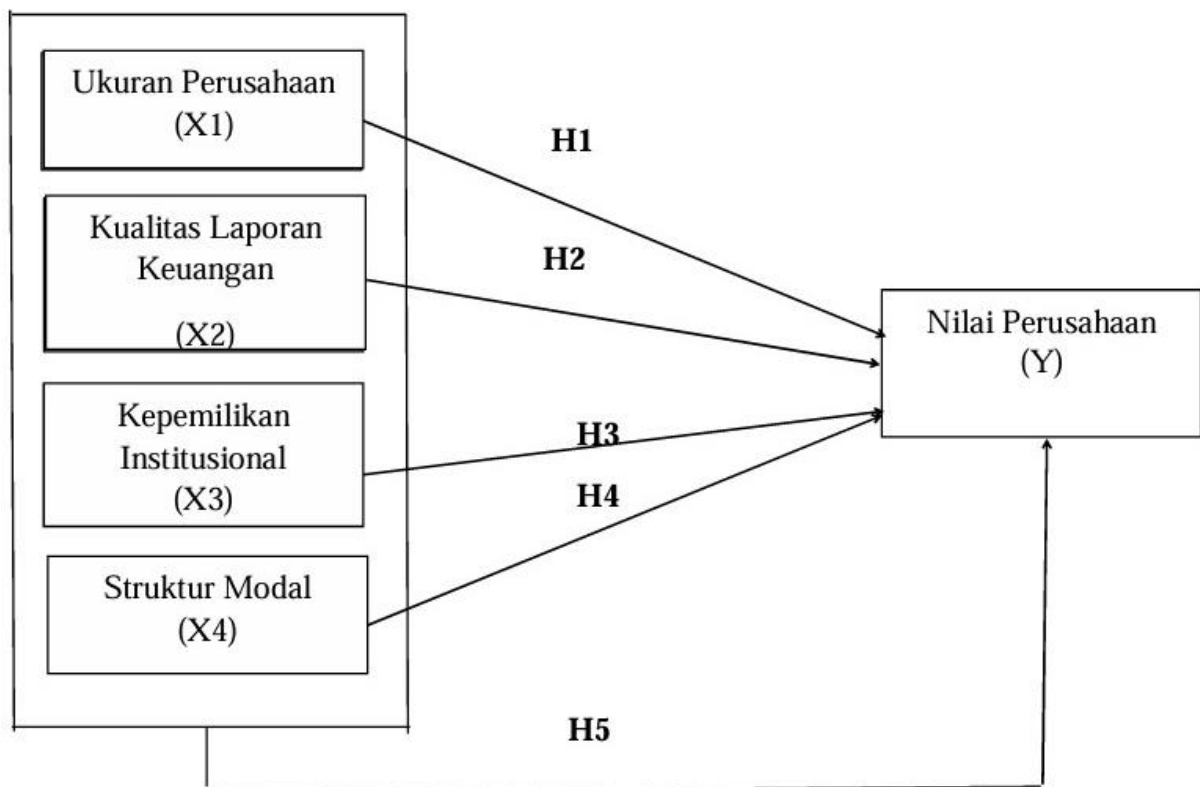 Ukuran Perusahaan
(X1)
H1
Kualitas Laporan
Keuangan
(X2)
H2
Nilai Perusahaan
(Y)
Kepemilikan
Institusional
(X3)
H3
H4
Struktur Modal
(X4)
H5